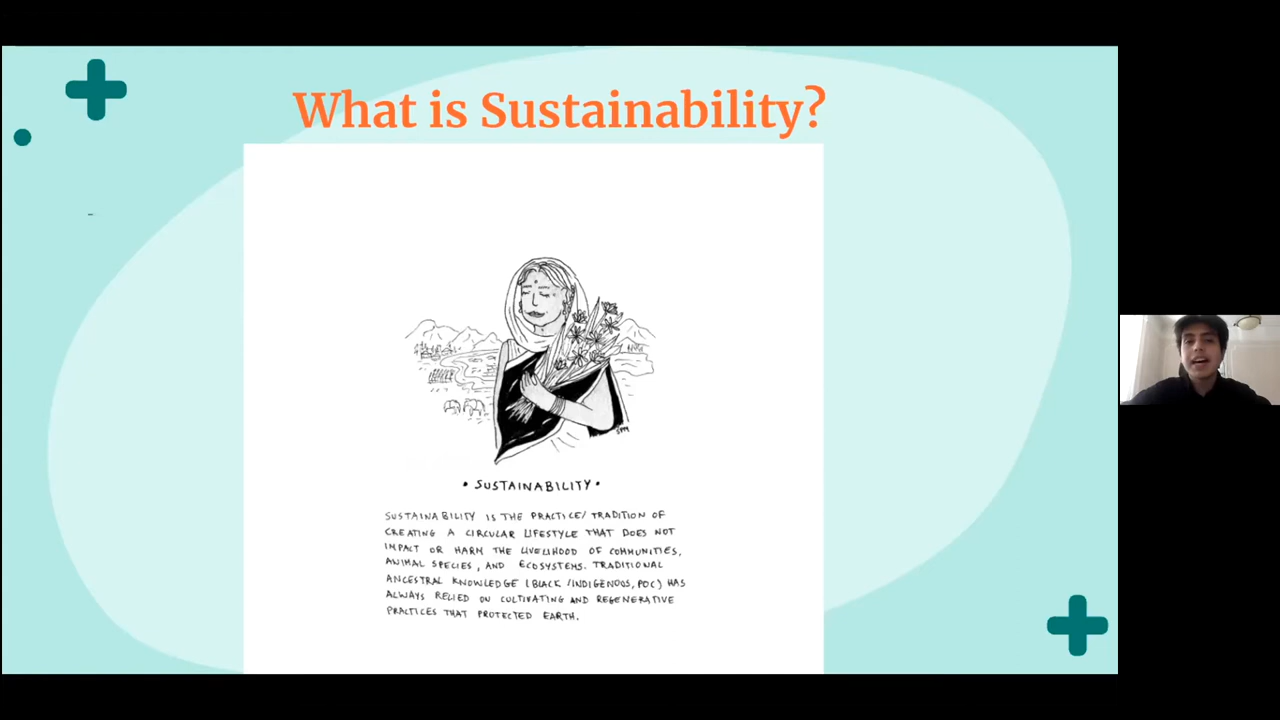 What is Sustainability?
• SUSTAINABILITY •
SUSTAINABILITY IS THE PRACTICE/ TRADITION OF
CREATING A CIRCULAR LIFESTYLE THAT DOES NOT
IMPACT OR HARM THE LIVELIHOOD OF COMMUNITIES,
ANIMAL SPECIES, AND ECOSYSTEMS. TRADITIONAL
ANCESTRAL KNOWLEDGE (BLACK /INDIGENOUS, POC) HAS
ALWAYS RELIED ON CULTIVATING AND REGENERATIVE
PRACTICES THAT PROTECTED EARTH.